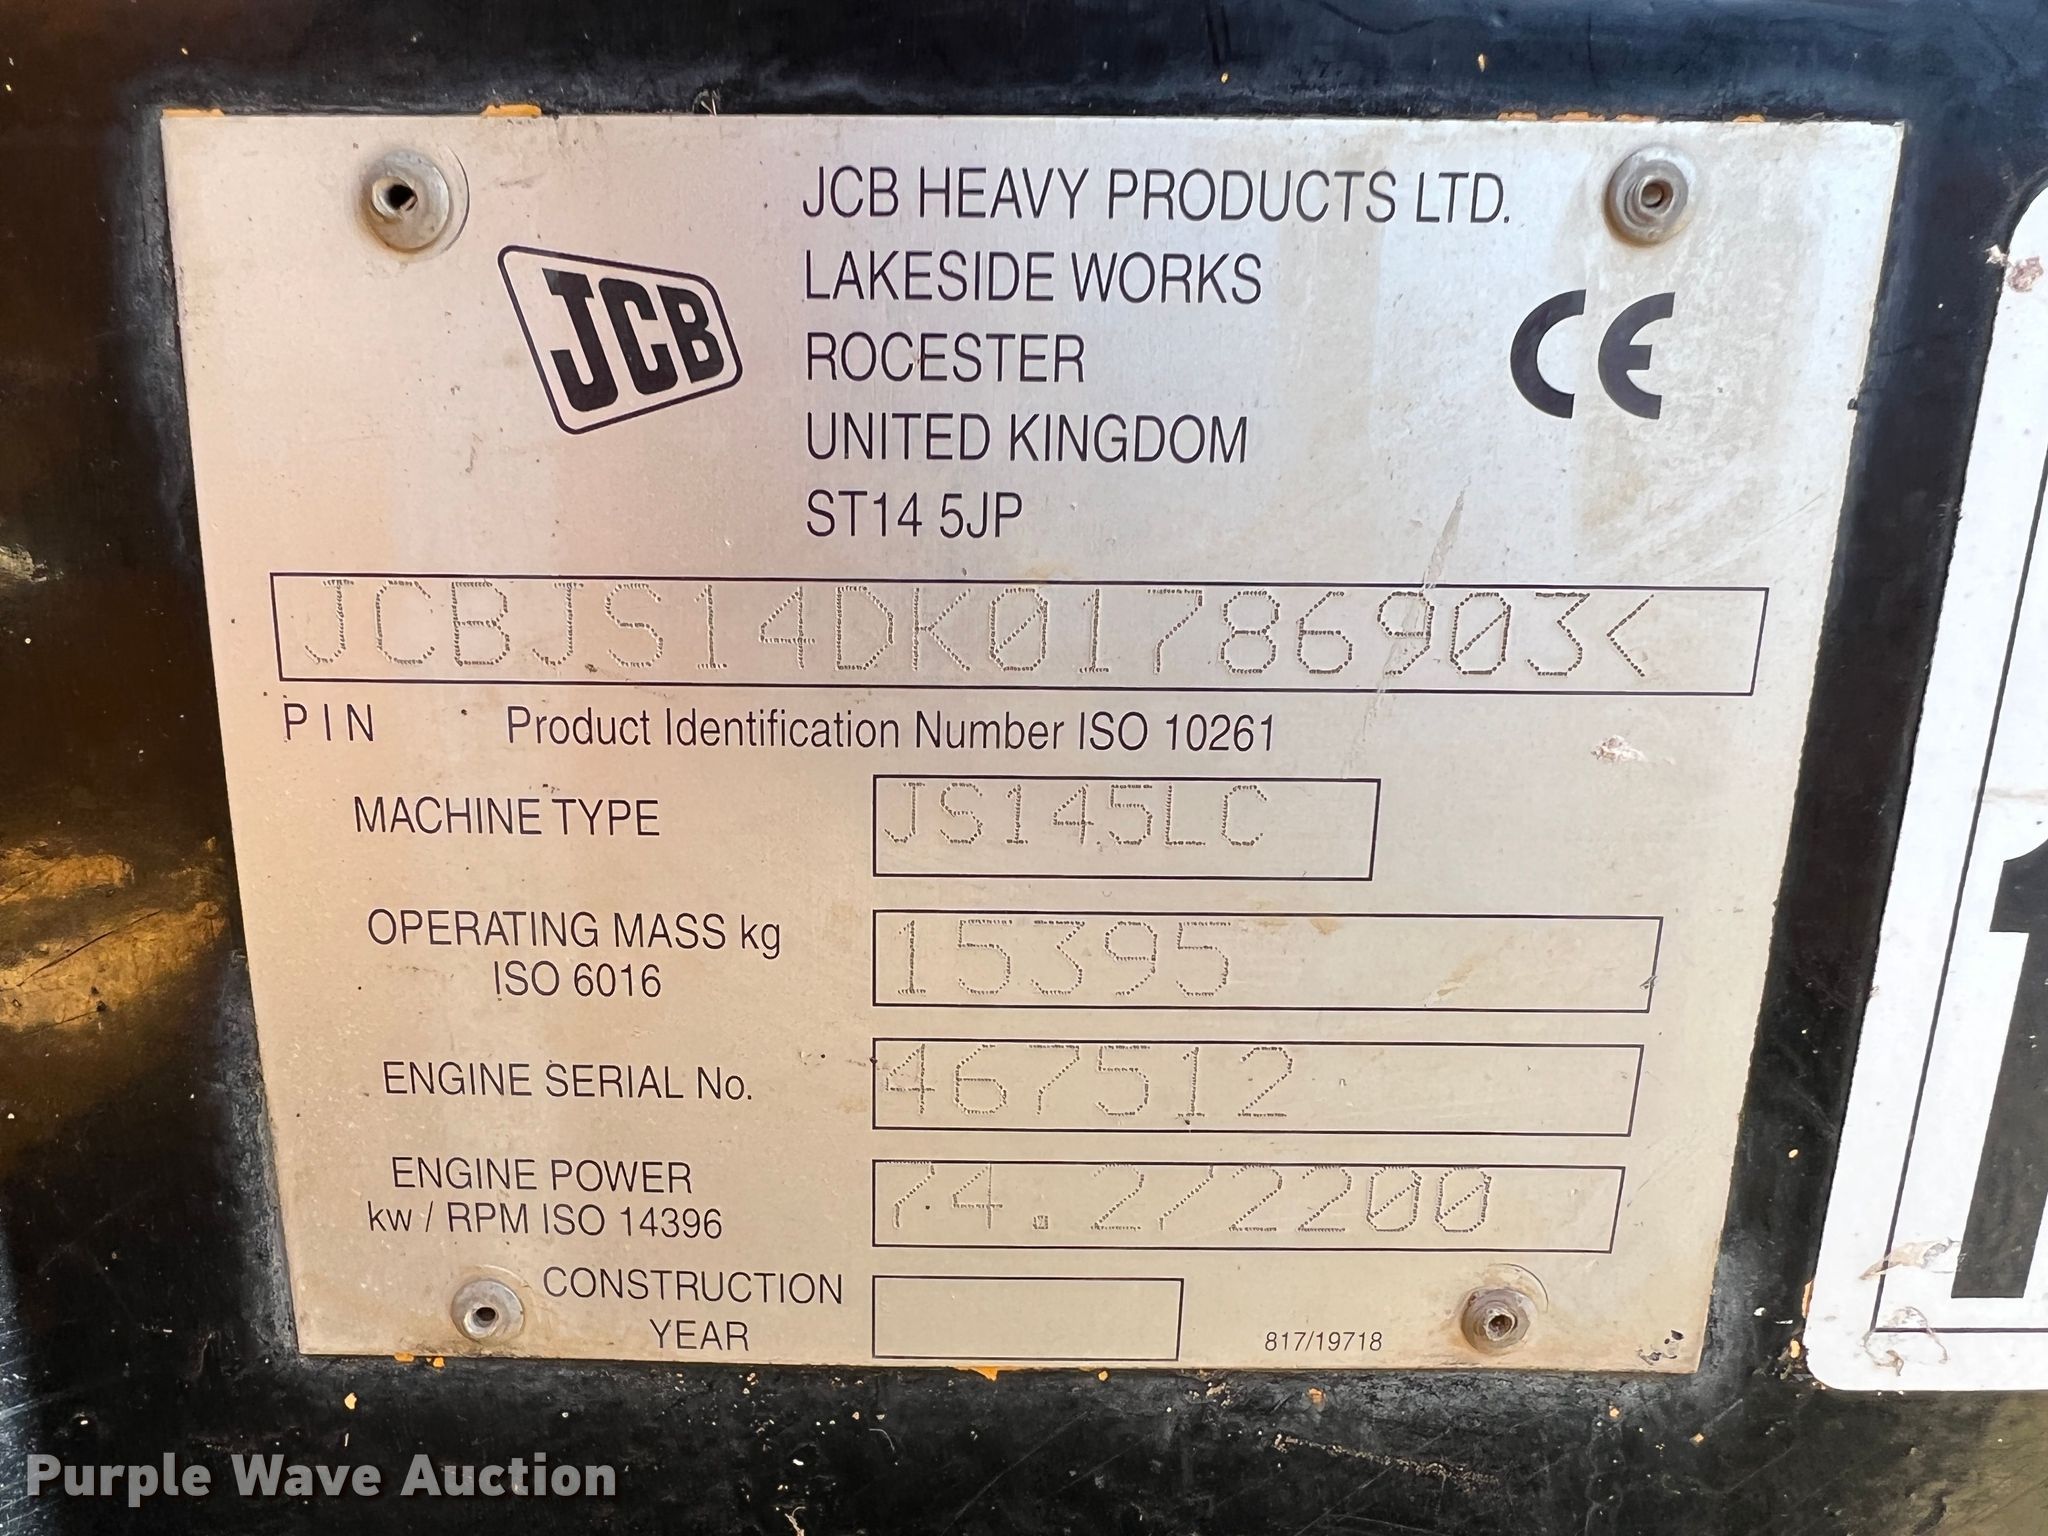 JCB HEAVY PRODUCTS LTD.
JCB
LAKESIDE WORKS
ROCESTER
UNITED KINGDOM
ST14 5JP
CE
JCBJS14DK01786903<
PIN Product Identification Number ISO 10261
MACHINE TYPE JS145LC
OPERATING MASS kg 15395
ISO 6016
ENGINE SERIAL No. 467512
ENGINE POWER 74.2/2200
kw / RPM ISO 14396
CONSTRUCTION
YEAR
817/19718
Purple Wave Auction